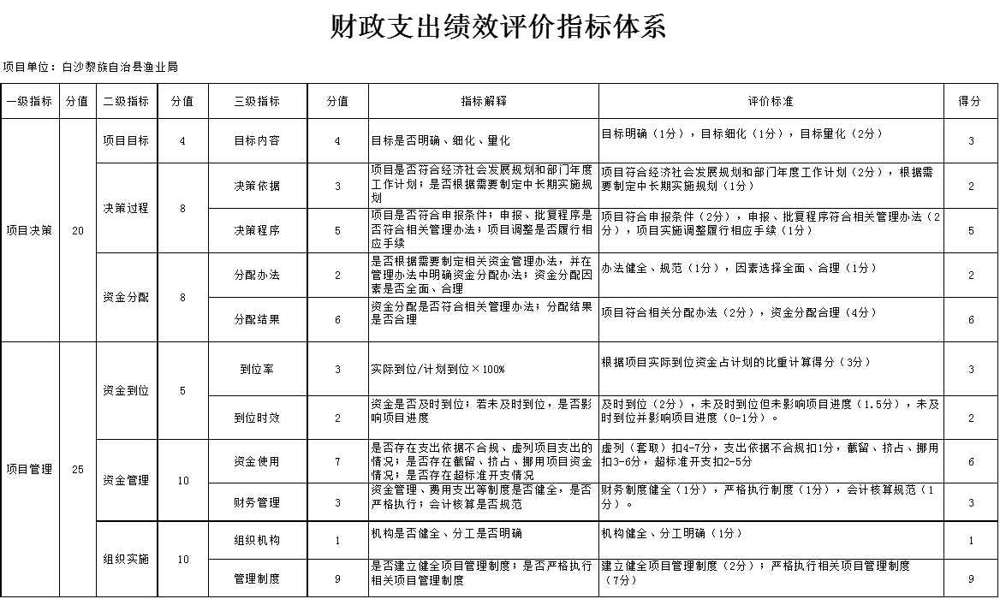 财政支出绩效评价指标体系
项目单位：白沙黎族自治县渔业局
一级指标 分值 二级指标 分值 三级指标 分值 指标解释 评价标准 得分
项目决策 20 项目目标 4 目标内容 4 目标是否明确、细化、量化 目标明确（1分），目标细化（1分），目标量化（2分） 3
决策过程 8 决策依据 3
项目是否符合经济社会发展规划和部门年度
工作计划；是否根据需要制定中长期实施规
划
项目符合经济社会发展规划和部门年度工作计划（2分），根据需
要制定中长期实施规划（1分）
2
决策程序 5
项目是否符合申报条件；申报、批复程序是
否符合相关管理办法；项目调整是否履行相
应手续
项目符合申报条件（2分），申报、批复程序符合相关管理办法（2
分），项目实施调整履行相应手续（1分）
5
资金分配 8 分配办法 2
是否根据需要制定相关资金管理办法，并在
管理办法中明确资金分配办法；资金分配因
素是否全面、合理
办法健全、规范（1分），因素选择全面、合理（1分）
2
分配结果 6
资金分配是否符合相关管理办法；分配结果
是否合理
项目符合相关分配办法（2分），资金分配合理（4分）
6
项目管理 25 资金到位 5 到位率 3 实际到位/计划到位×100% 根据项目实际到位资金占计划的比重计算得分（3分） 3
到位时效 2
资金是否及时到位；若未及时到位，是否影
响项目进度
及时到位（2分），未及时到位但未影响项目进度（1.5分），未及
时到位并影响项目进度（0-1分）。
2
资金管理 10 资金使用 7
是否存在支出依据不合规、虚列项目支出的
情况；是否存在截留、挤占、挪用项目资金
情况；是否存在超标准开支情况
虚列（套取）扣4-7分，支出依据不合规扣1分，截留、挤占、挪用
扣3-6分，超标准开支扣2-5分
6
财务管理 3
资金管理、费用支出等制度是否健全，是否
严格执行；会计核算是否规范
财务制度健全（1分），严格执行制度（1分），会计核算规范（1
分）。
3
组织实施 10 组织机构 1 机构是否健全、分工是否明确 机构健全、分工明确（1分） 1
管理制度 9
是否建立健全项目管理制度；是否严格执行
相关项目管理制度
建立健全项目管理制度（2分）；严格执行相关项目管理制度
（7分）
9